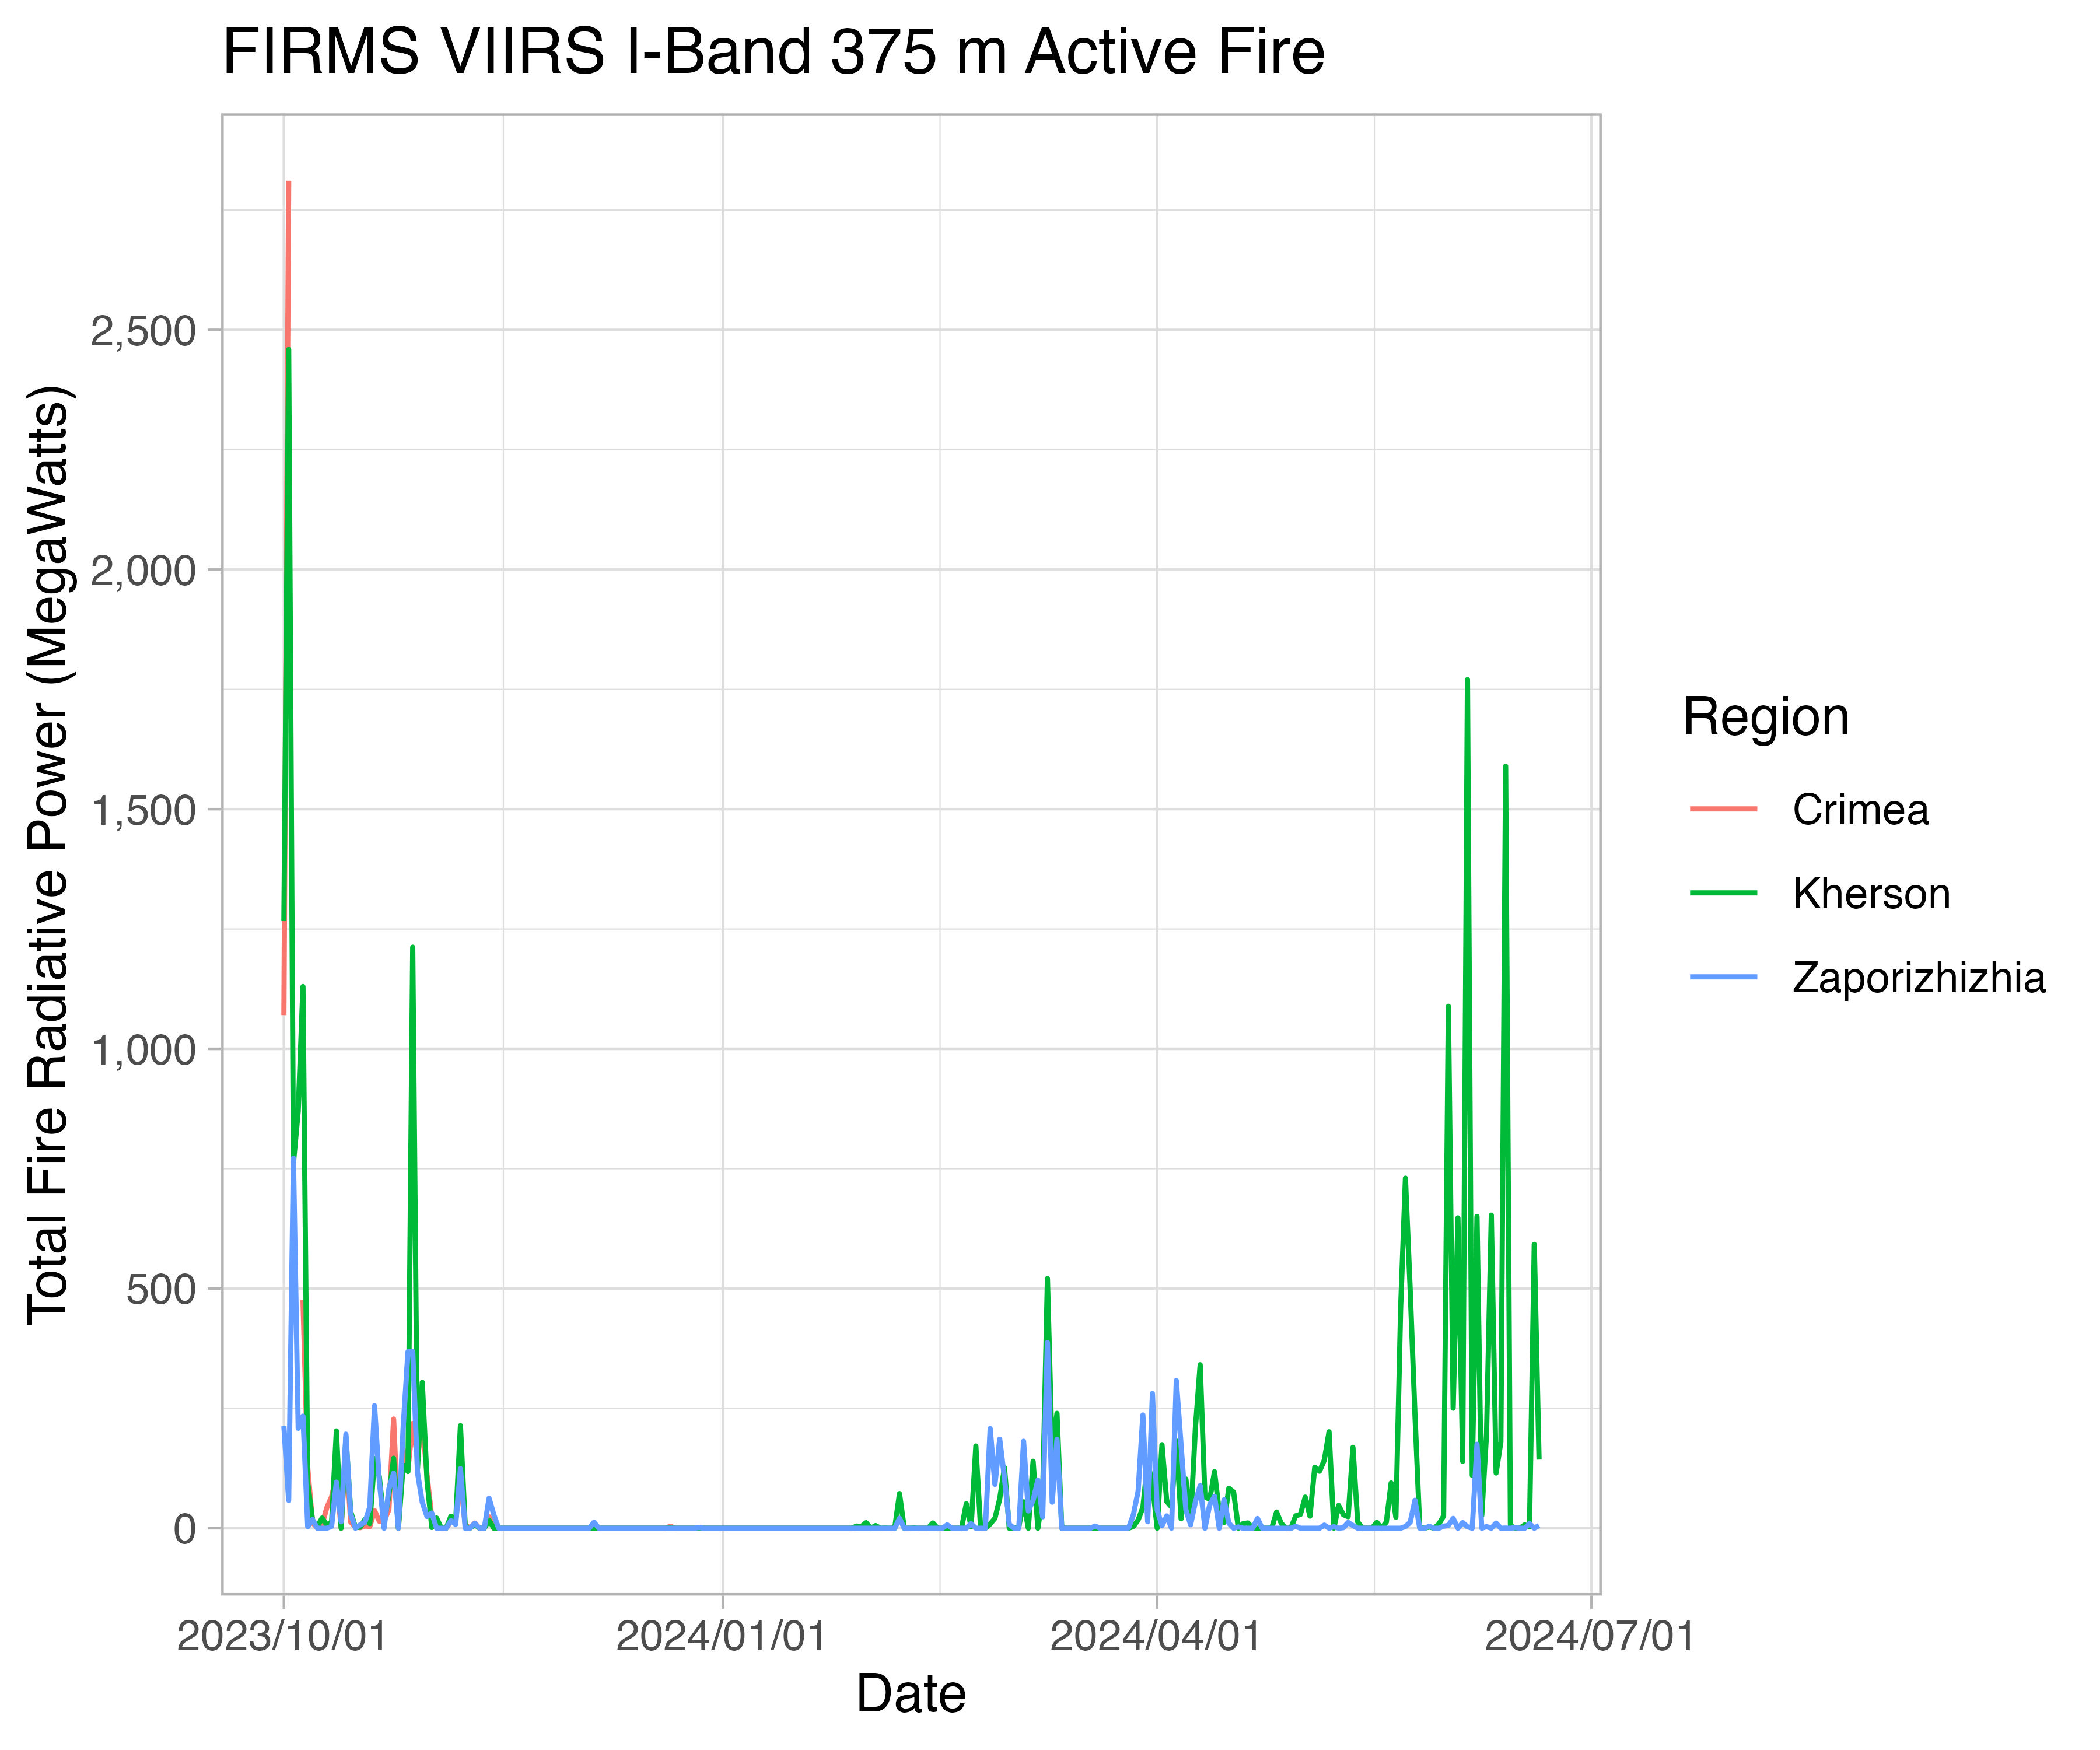 FIRMS VIIRS I-Band 375 m Active Fire
Total Fire Radiative Power (MegaWatts)
2,500
2,000
1,500
1,000
500
0
2023/10/01
2024/01/01
2024/04/01
2024/07/01
Date
Region
Crimea
Kherson
Zaporizhizhia